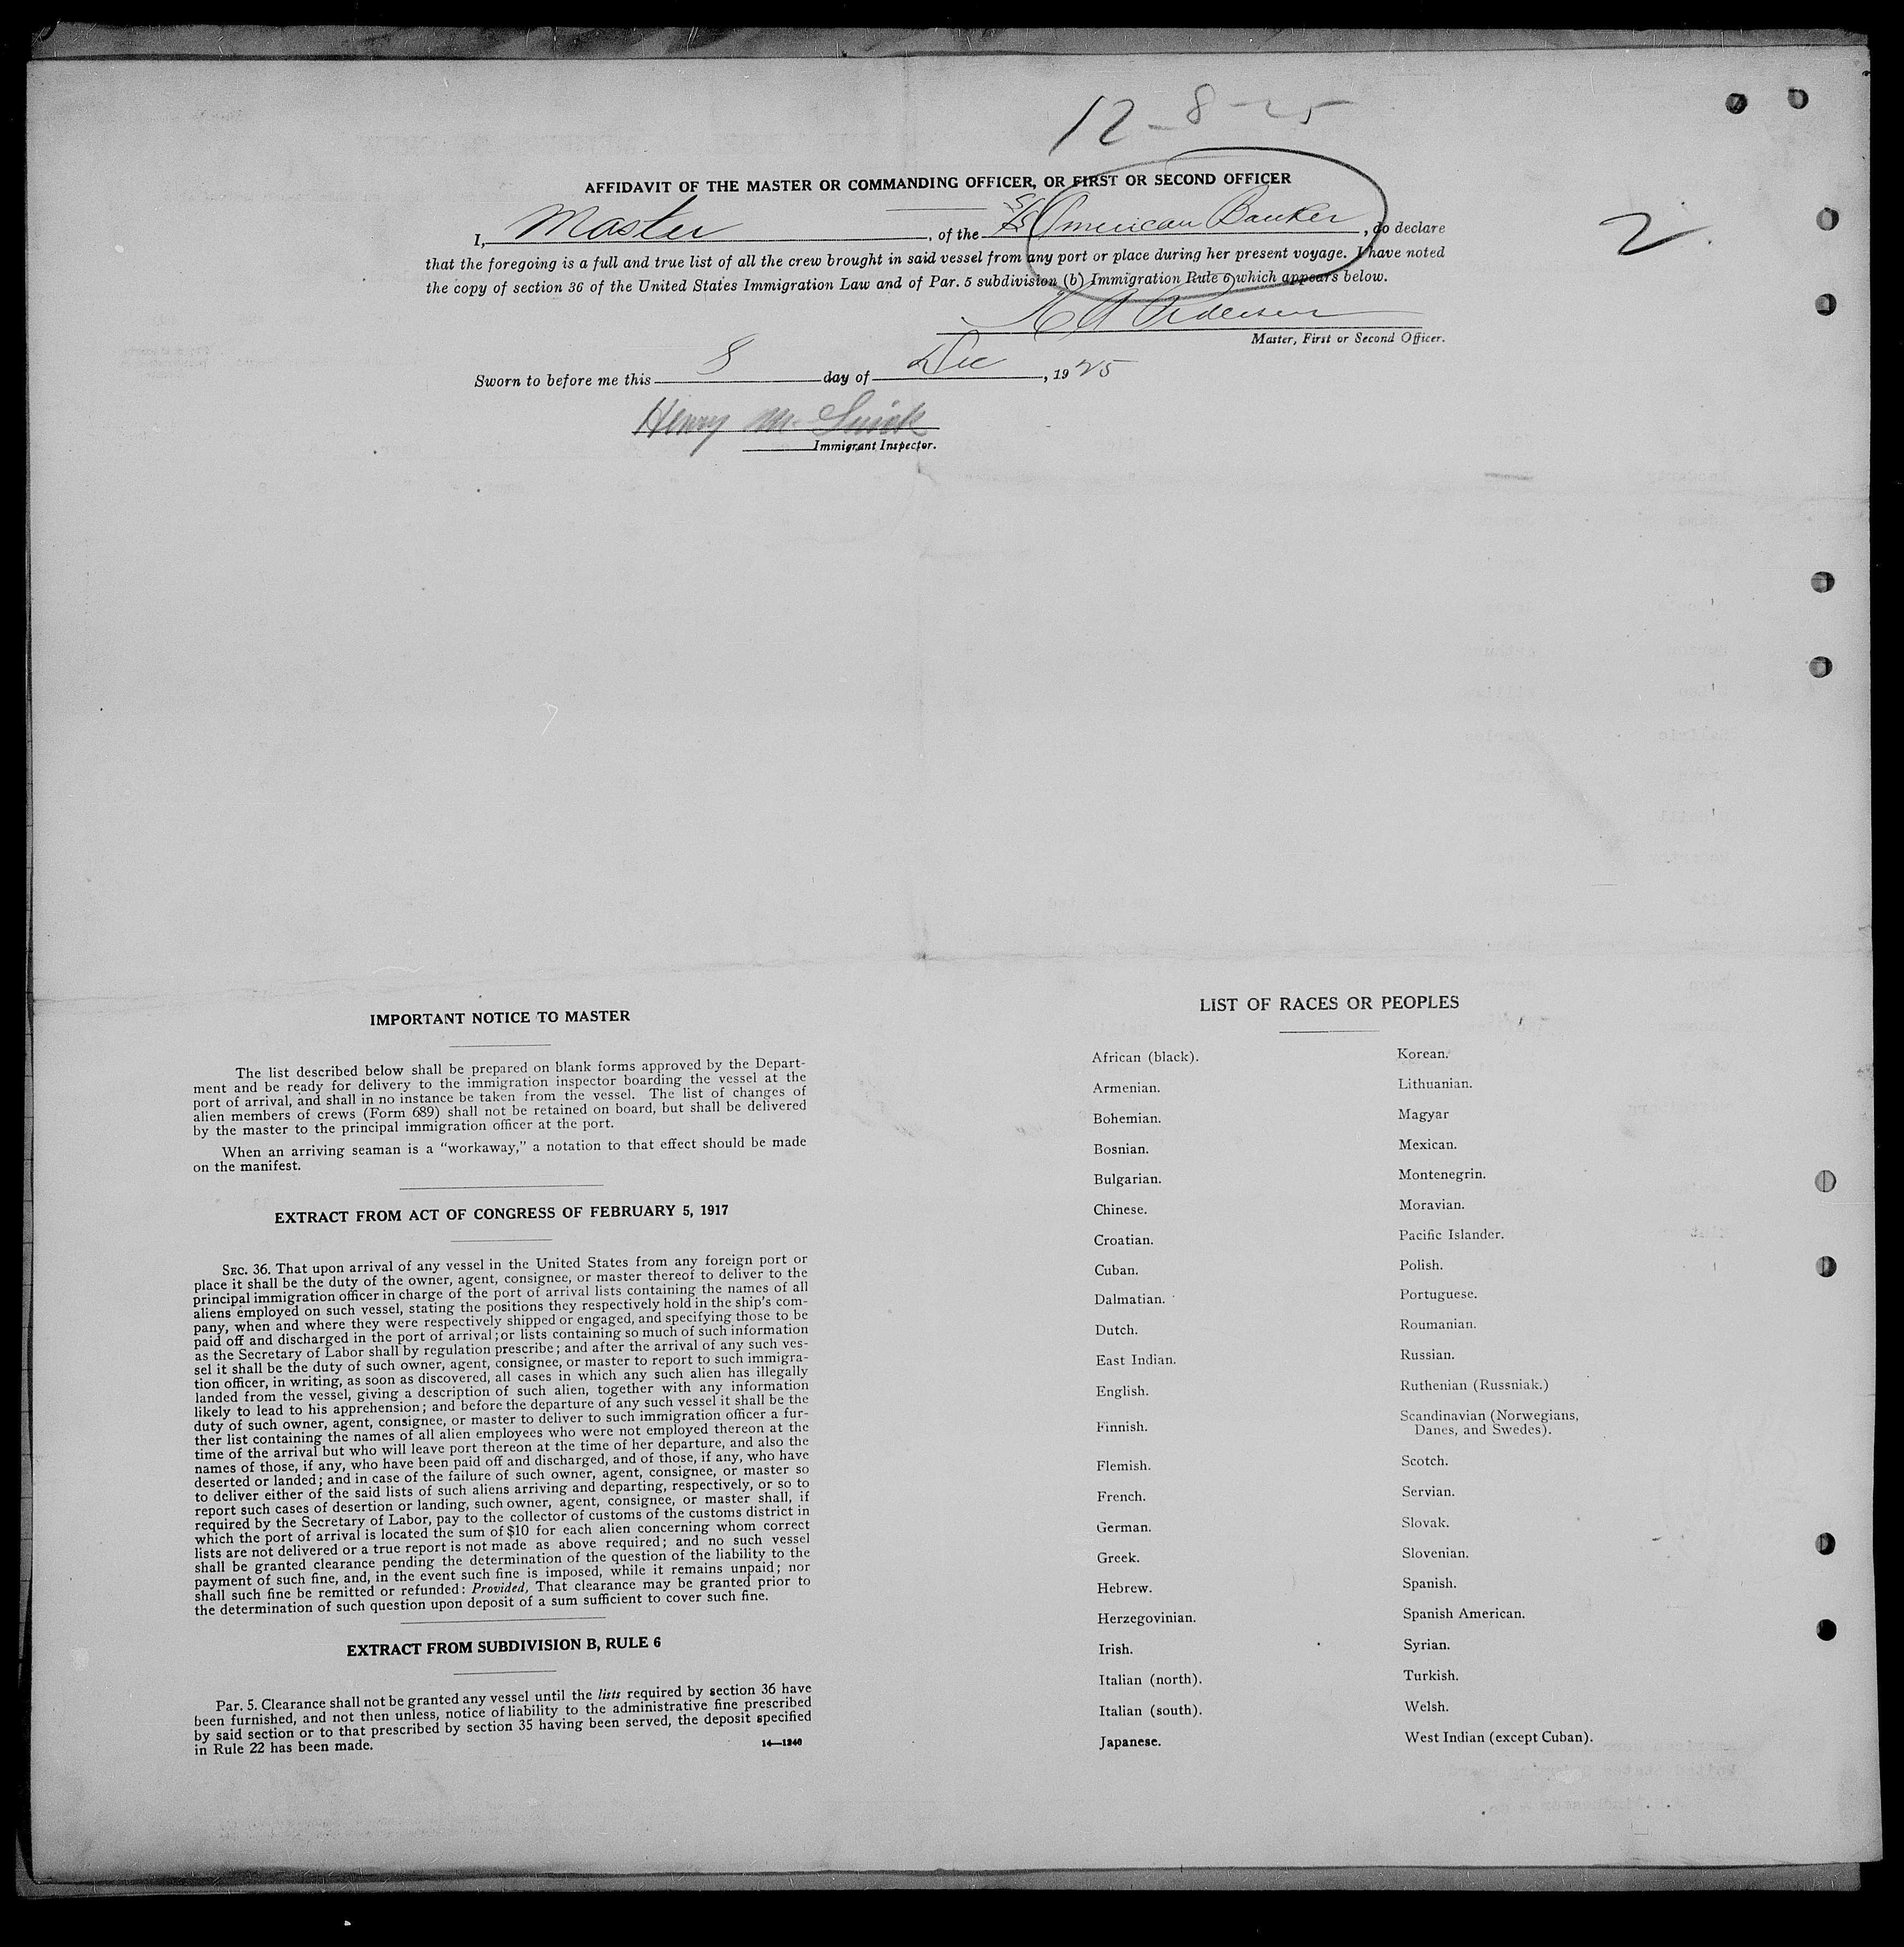 12-8-25
AFFIDAVIT OF THE MASTER OR COMMANDING OFFICER, OR FIRST OR SECOND OFFICER
I, Master, of the S/S American Banker, do declare
that the foregoing is a full and true list of all the crew brought in said vessel from any port or place during her present voyage. I have noted
the copy of section 36 of the United States Immigration Law and of Par. 5 subdivision (b) Immigration Rule 6 which appears below.
2
Master, First or Second Officer.
Sworn to before me this 8 day of Dec, 1925
Henry M.
Immigrant Inspector.
IMPORTANT NOTICE TO MASTER
The list described below shall be prepared on blank forms approved by the Depart-
ment and be ready for delivery to the immigration inspector boarding the vessel at the
port of arrival, and shall in no instance be taken from the vessel. The list of changes of
alien members of crews (Form 689) shall not be retained on board, but shall be delivered
by the master to the principal immigration officer at the port.
When an arriving seaman is a "workaway," a notation to that effect should be made
on the manifest.
EXTRACT FROM ACT OF CONGRESS OF FEBRUARY 5, 1917
SEC. 36. That upon arrival of any vessel in the United States from any foreign port or
place it shall be the duty of the owner, agent, consignee, or master thereof to deliver to the
principal immigration officer in charge of the port of arrival lists containing the names of all
aliens employed on such vessel, stating the positions they respectively hold in the ship's com-
pany, when and where they were respectively shipped or engaged, and specifying those to be
paid off and discharged in the port of arrival; or lists containing so much of such information
as the Secretary of Labor shall by regulation prescribe; and after the arrival of any such ves-
sel it shall be the duty of such owner, agent, consignee, or master to report to such immigra-
tion officer, in writing, as soon as discovered, all cases in which any such alien has illegally
landed from the vessel, giving a description of such alien, together with any information
likely to lead to his apprehension; and before the departure of any such vessel it shall be the
duty of such owner, agent, consignee, or master to deliver to such immigration officer a fur-
ther list containing the names of all alien employees who were not employed thereon at the
time of the arrival but who will leave port thereon at the time of her departure, and also the
names of those, if any, who have been paid off and discharged, and of those, if any, who have
deserted or landed; and in case of the failure of such owner, agent, consignee, or master so
to deliver either of the said lists of such aliens arriving and departing, respectively, or so to
report such cases of desertion or landing, such owner, agent, consignee, or master shall, if
required by the Secretary of Labor, pay to the collector of customs of the customs district in
which the port of arrival is located the sum of $10 for each alien concerning whom correct
lists are not delivered or a true report is not made as above required; and no such vessel
shall be granted clearance pending the determination of the question of the liability to the
payment of such fine, and, in the event such fine is imposed, while it remains unpaid; nor
shall such fine be remitted or refunded: Provided, That clearance may be granted prior to
the determination of such question upon deposit of a sum sufficient to cover such fine.
EXTRACT FROM SUBDIVISION B, RULE 6
Par. 5. Clearance shall not be granted any vessel until the lists required by section 36 have
been furnished, and not then unless, notice of liability to the administrative fine prescribed
by said section or to that prescribed by section 35 having been served, the deposit specified
in Rule 22 has been made.
14—1240
LIST OF RACES OR PEOPLES
African (black).
Armenian.
Bohemian.
Bosnian.
Bulgarian.
Chinese.
Croatian.
Cuban.
Dalmatian.
Dutch.
East Indian.
English.
Finnish.
Flemish.
French.
German.
Greek.
Hebrew.
Herzegovinian.
Irish.
Italian (north).
Italian (south).
Japanese.
Korean.
Lithuanian.
Magyar
Mexican.
Montenegrin.
Moravian.
Pacific Islander.
Polish.
Portuguese.
Roumanian.
Russian.
Ruthenian (Russniak.)
Scandinavian (Norwegians,
Danes, and Swedes).
Scotch.
Servian.
Slovak.
Slovenian.
Spanish.
Spanish American.
Syrian.
Turkish.
Welsh.
West Indian (except Cuban).